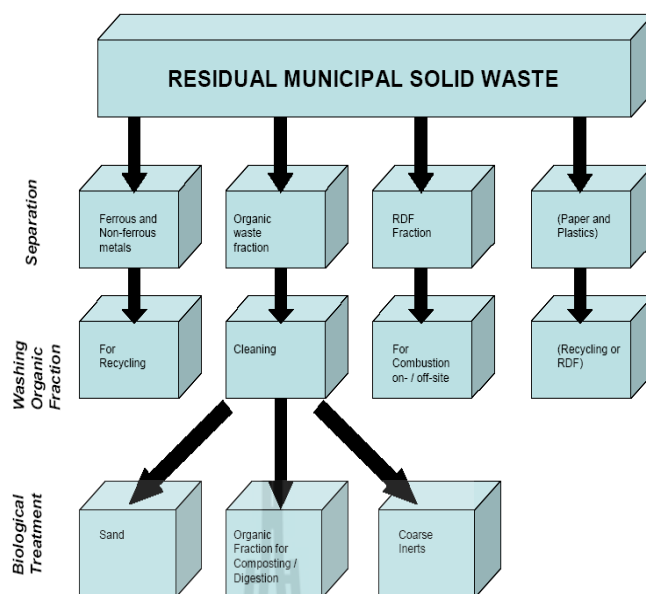 RESIDUAL MUNICIPAL SOLID WASTE
Separation
Ferrous and
Non-ferrous
metals
Organic
waste
fraction
RDF
Fraction
(Paper and
Plastics)
Washing
Organic
Fraction
For
Recycling
Cleaning
For
Combustion
on- / off-site
(Recycling or
RDF)
Biological
Treatment
Sand
Organic
Fraction for
Composting /
Digestion
Coarse
Inerts